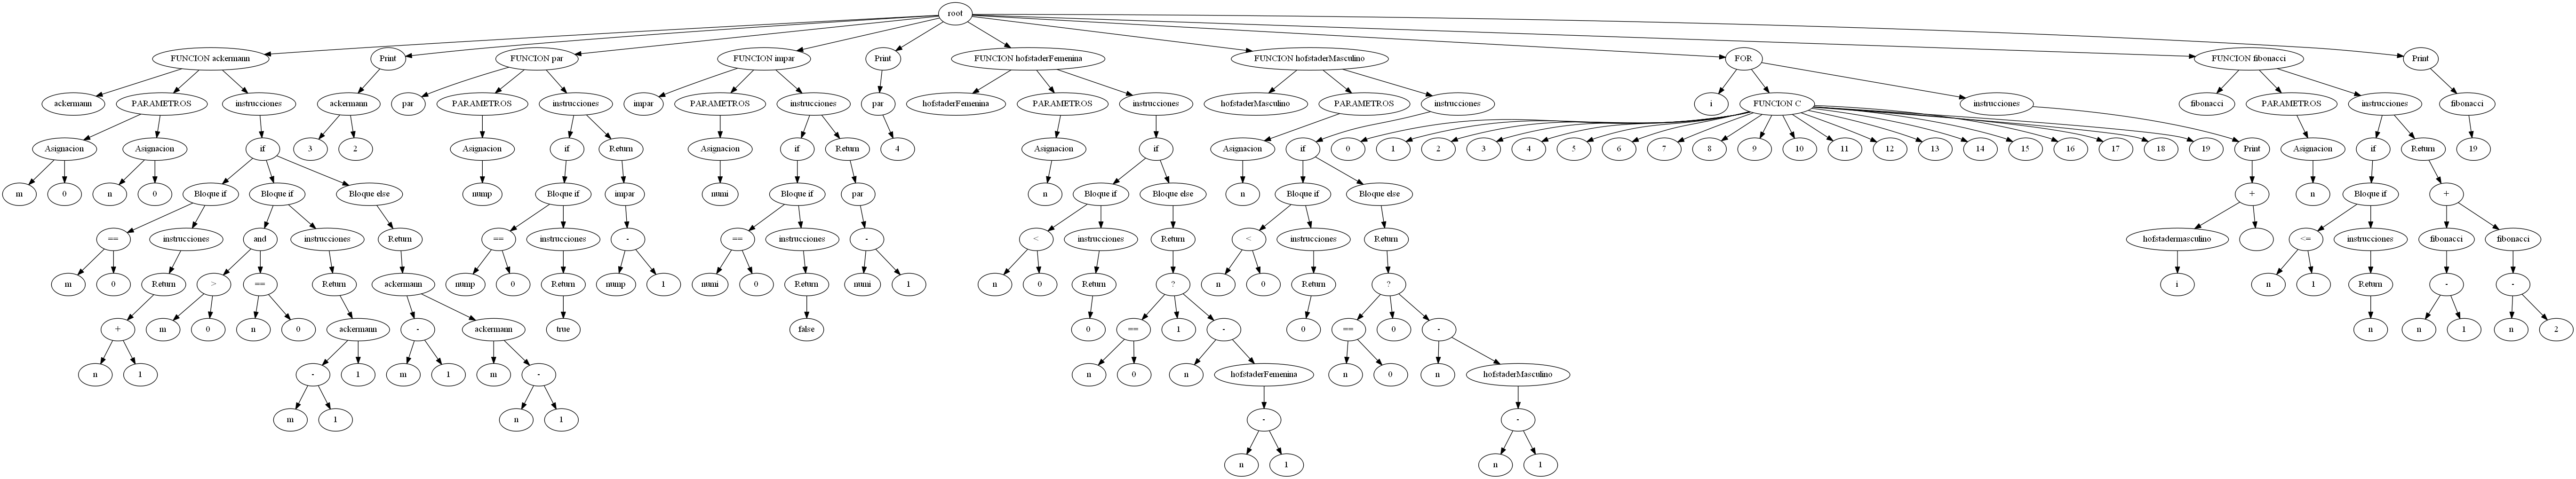 root
FUNCION ackermann Print FUNCION par FUNCION impar Print FUNCION hofstaderFemenina FUNCION hofstaderMasculino FOR FUNCION fibonacci Print
ackermann PARAMETROS instrucciones ackermann par PARAMETROS instrucciones impar PARAMETROS instrucciones par hofstaderFemenina PARAMETROS instrucciones hofstaderMasculino PARAMETROS instrucciones i FUNCION C instrucciones fibonacci PARAMETROS instrucciones fibonacci
Asignacion Asignacion if 3 2 Asignacion if Return Asignacion if Return 4 Asignacion if Asignacion if 0 1 2 3 4 5 6 7 8 9 10 11 12 13 14 15 16 17 18 19 Print Asignacion if Return 19
m 0 n 0 Bloque if Bloque if Bloque else nump Bloque if impar numi Bloque if par n Bloque if Bloque else n Bloque if Bloque else + n Bloque if +
== instrucciones and instrucciones Return == instrucciones - == instrucciones - < instrucciones Return < instrucciones Return hofstadermasculino <= instrucciones fibonacci fibonacci
m 0 Return > == Return ackermann nump 0 Return nump 1 numi 0 Return numi 1 n 0 Return ? n 0 Return ? i n 1 Return - -
+ m 0 n 0 ackermann - ackermann true false 0 == 1 - 0 == 0 - n n 1 n 2
n 1 - 1 m 1 m - n 0 n hofstaderFemenina n 0 n hofstaderMasculino
m 1 n 1 - -
n 1 n 1